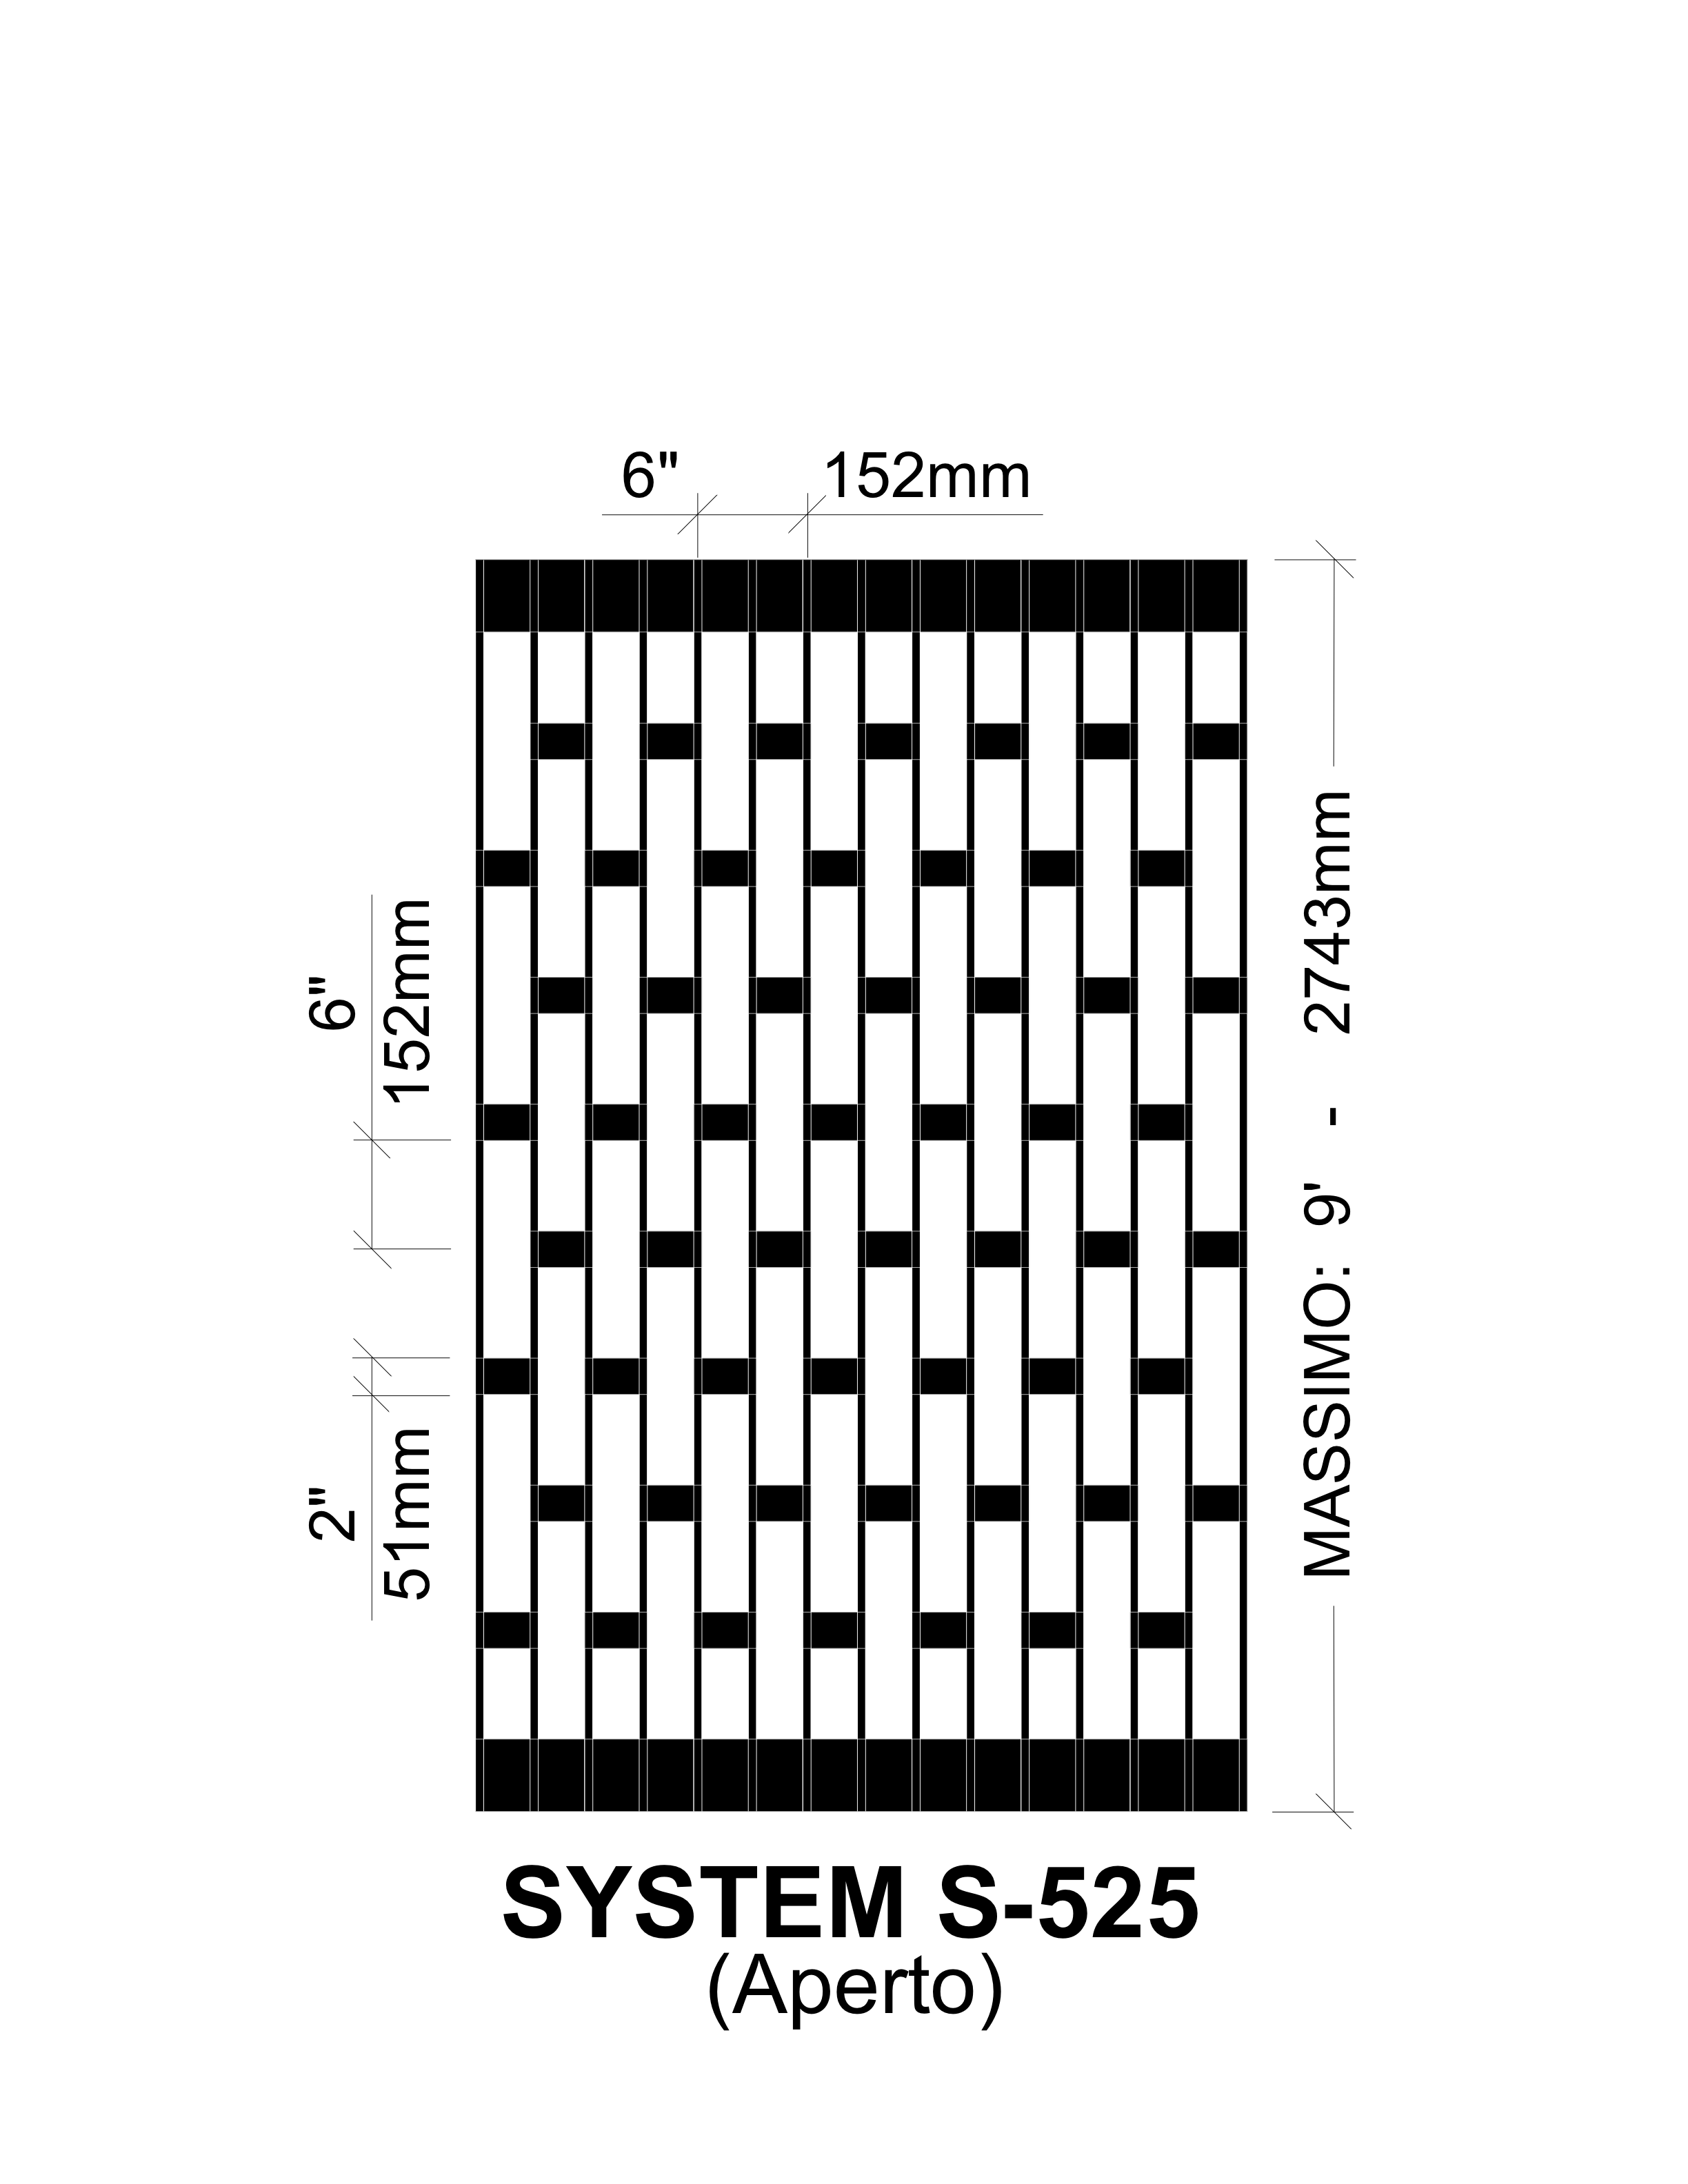 6" 152mm
6"
152mm
2"
51mm
MASSIMO: 9' - 2743mm
SYSTEM S-525
(Aperto)